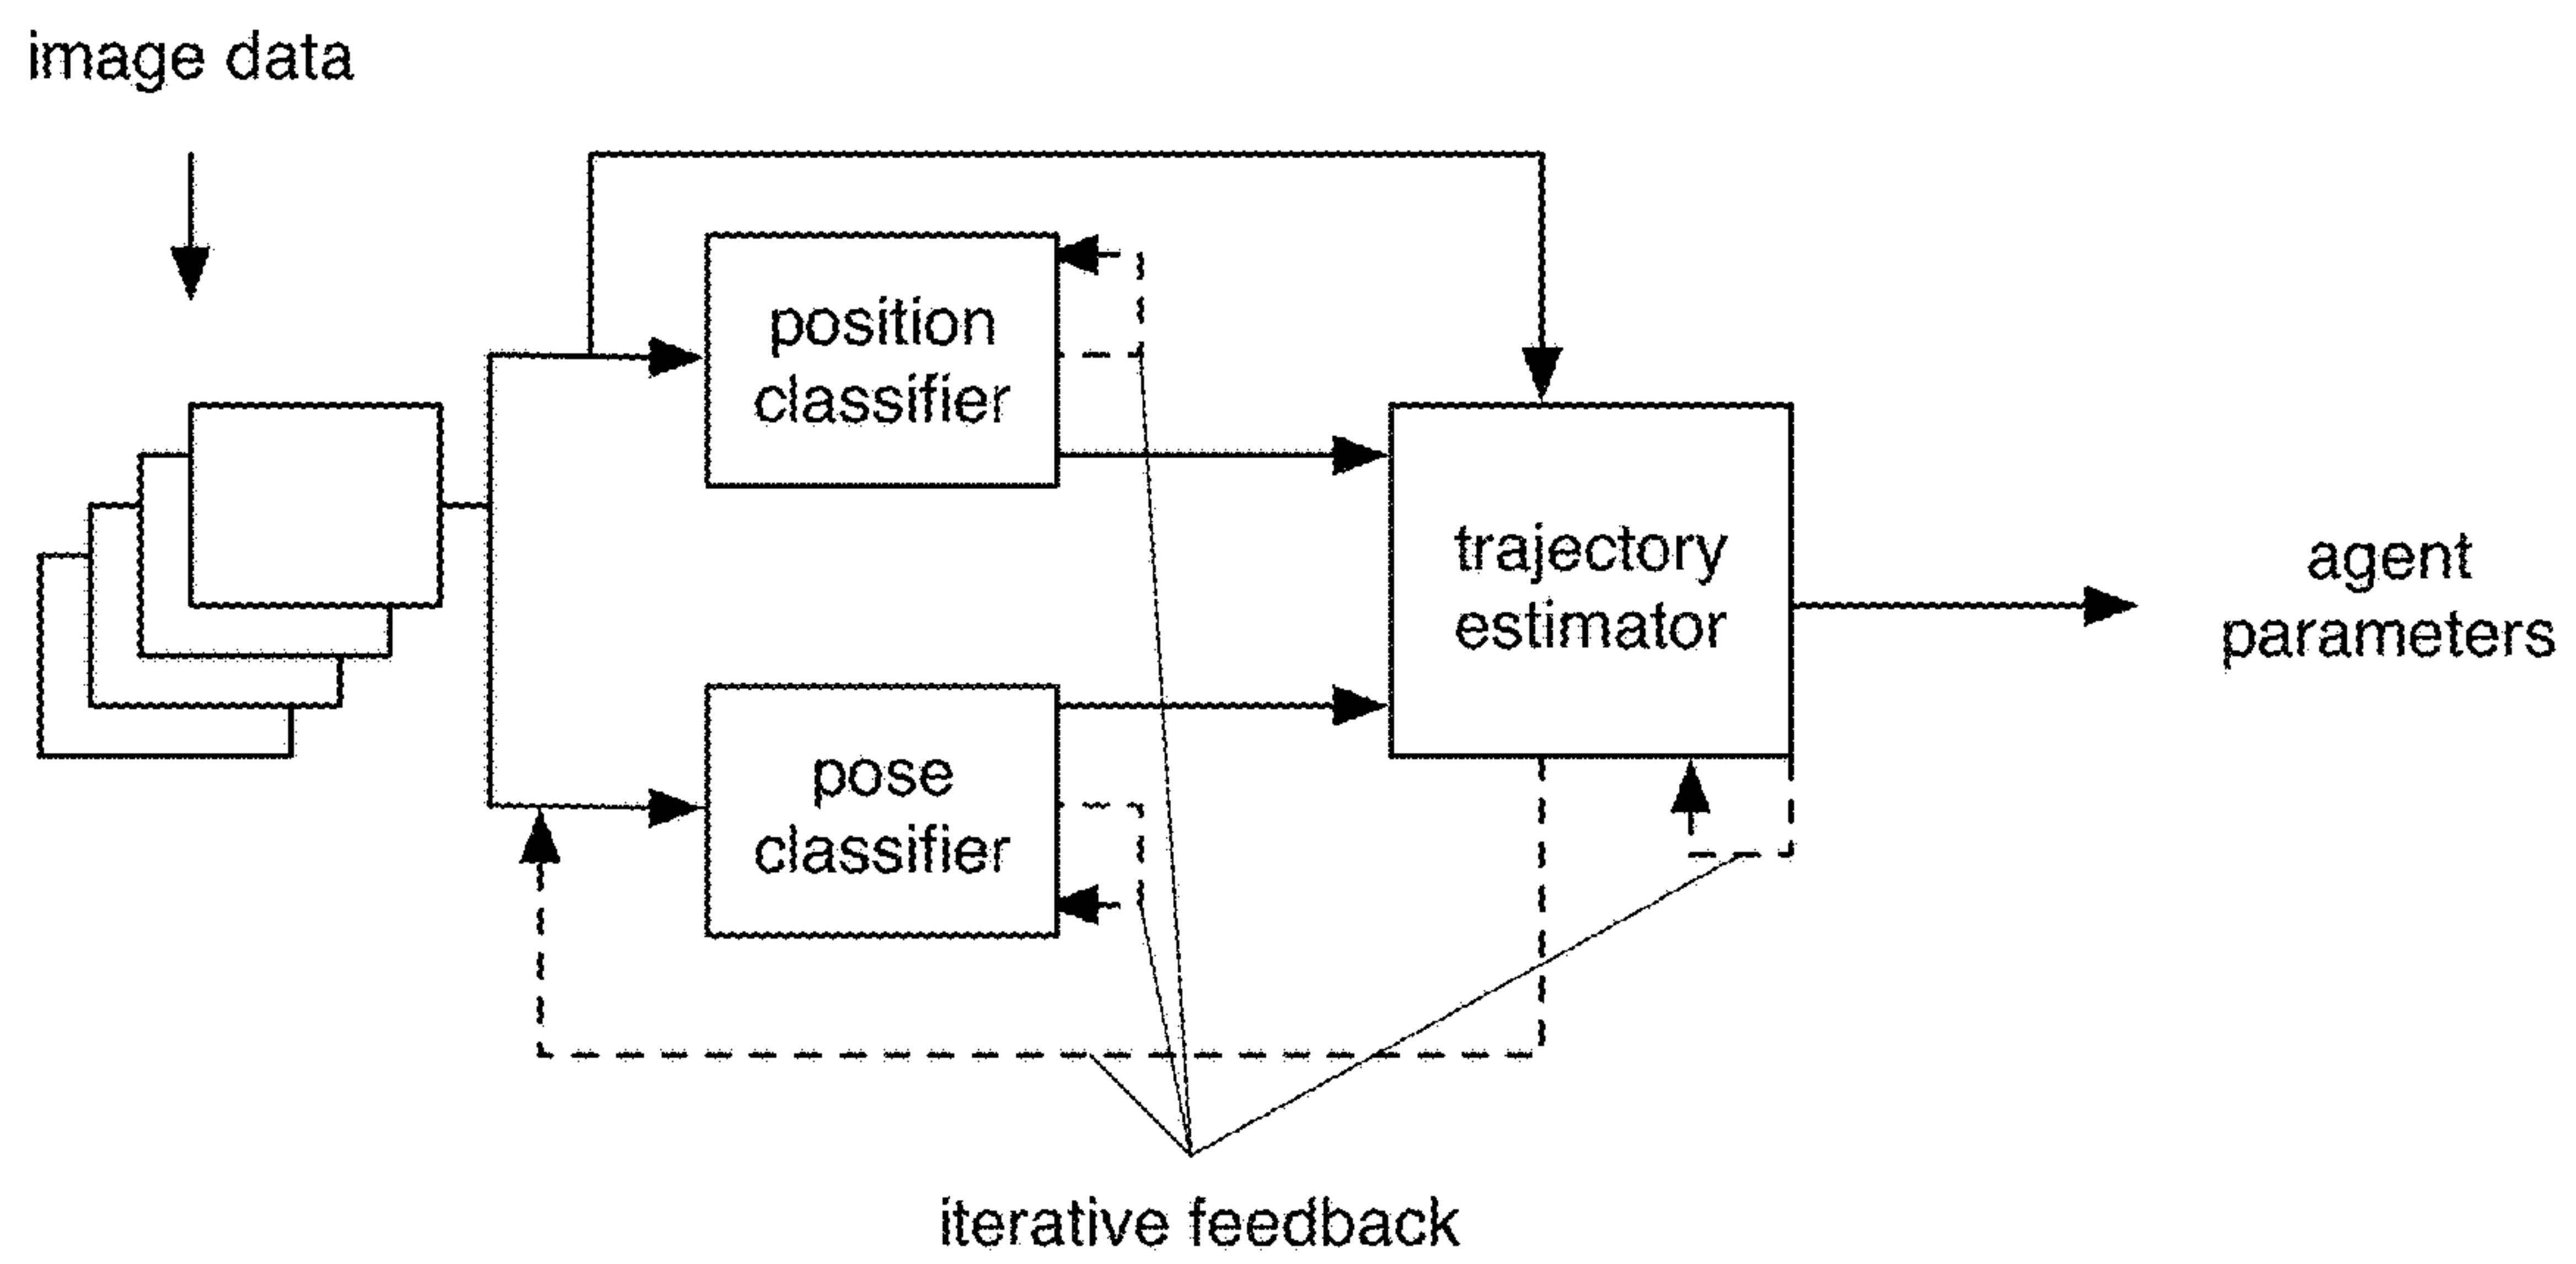 image data
position
classifier
trajectory
estimator
agent
parameters
pose
classifier
iterative feedback